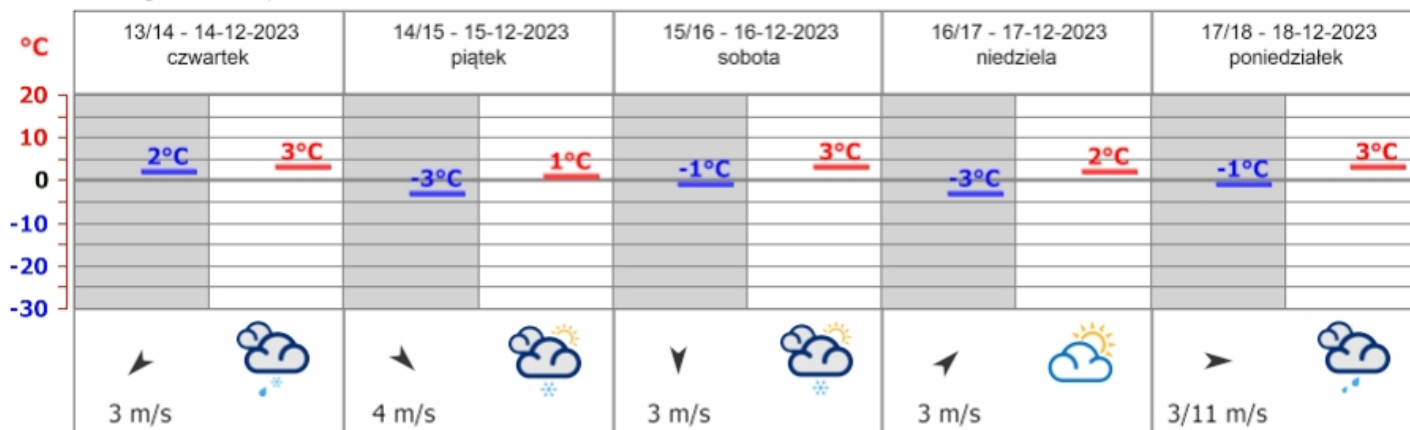 °C
13/14 - 14-12-2023
czwartek
14/15 - 15-12-2023
piątek
15/16 - 16-12-2023
sobota
16/17 - 17-12-2023
niedziela
17/18 - 18-12-2023
poniedziałek
20
10
0
-10
-20
-30
2°C
3°C
-3°C
1°C
-1°C
3°C
-3°C
2°C
-1°C
3°C
3 m/s
4 m/s
3 m/s
3 m/s
3/11 m/s